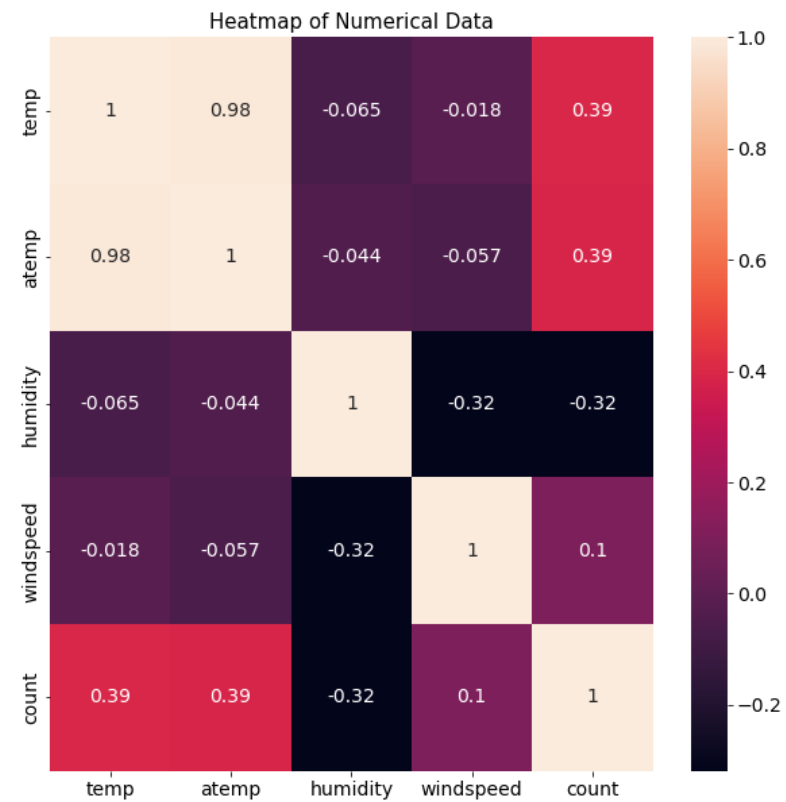 Heatmap of Numerical Data
temp
1 0.98 -0.065 -0.018 0.39
atemp
0.98 1 -0.044 -0.057 0.39
humidity
-0.065 -0.044 1 -0.32 -0.32
windspeed
-0.018 -0.057 -0.32 1 0.1
count
0.39 0.39 -0.32 0.1 1
temp atemp humidity windspeed count
1.0
0.8
0.6
0.4
0.2
0.0
−0.2